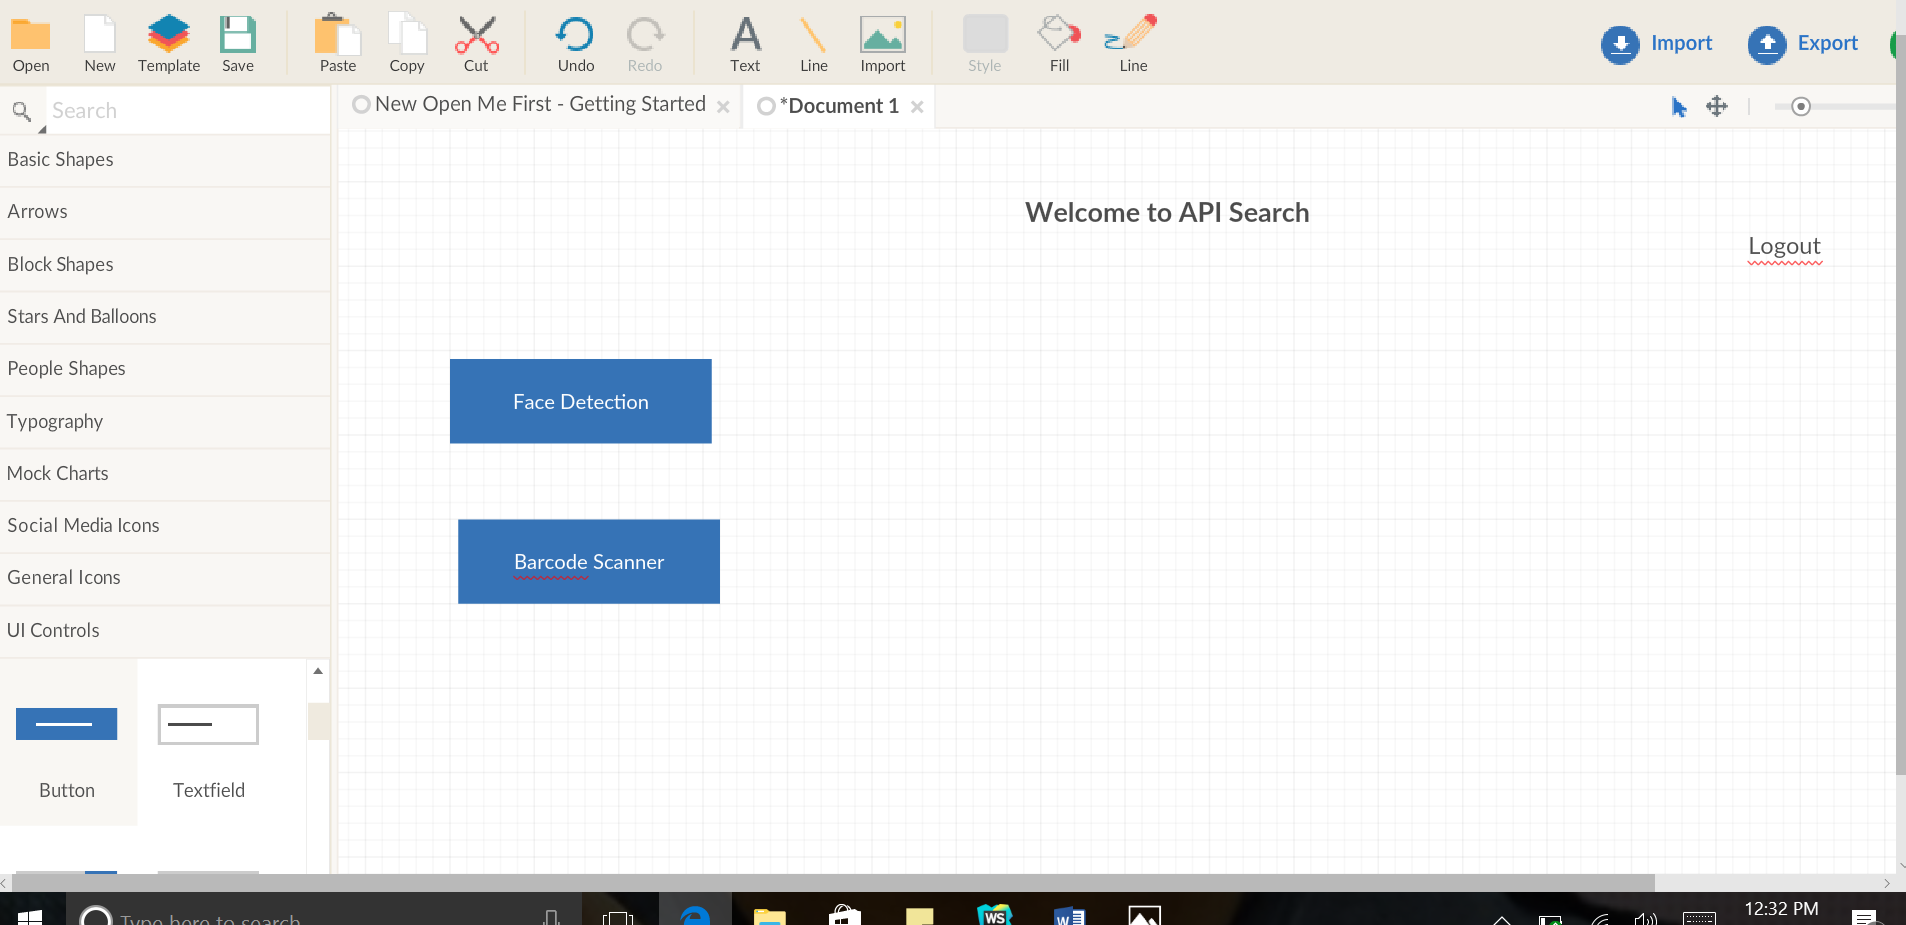 Open New Template Save Paste Copy Cut Undo Redo Text Line Import Style Fill Line Import Export
Search
New Open Me First - Getting Started
*Document 1
Basic Shapes
Arrows
Block Shapes
Stars And Balloons
People Shapes
Typography
Mock Charts
Social Media Icons
General Icons
UI Controls
Button Textfield
Welcome to API Search
Logout
Face Detection
Barcode Scanner
Type here to search
WS
W
12:32 PM